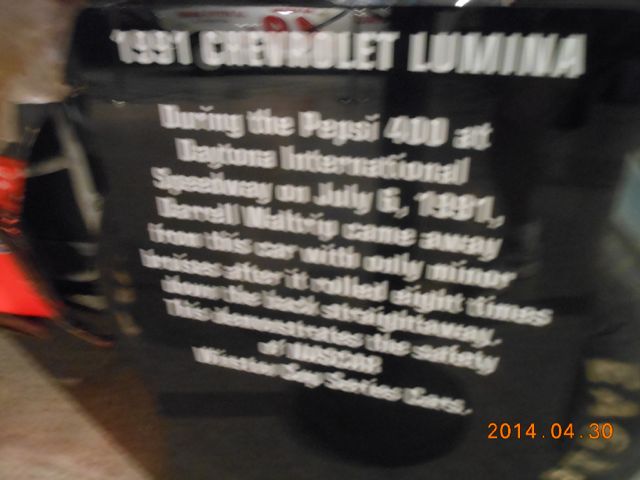 1991 CHEVROLET LUMINA
During the Pepsi 400 at
Daytona International
Speedway on July 6, 1991,
Darrell Waltrip came away
from this car with only minor
bruises after it rolled eight times
down the back straightaway.
This demonstrates the safety
of NASCAR
Winston Cup Series Cars.
2014.04.30